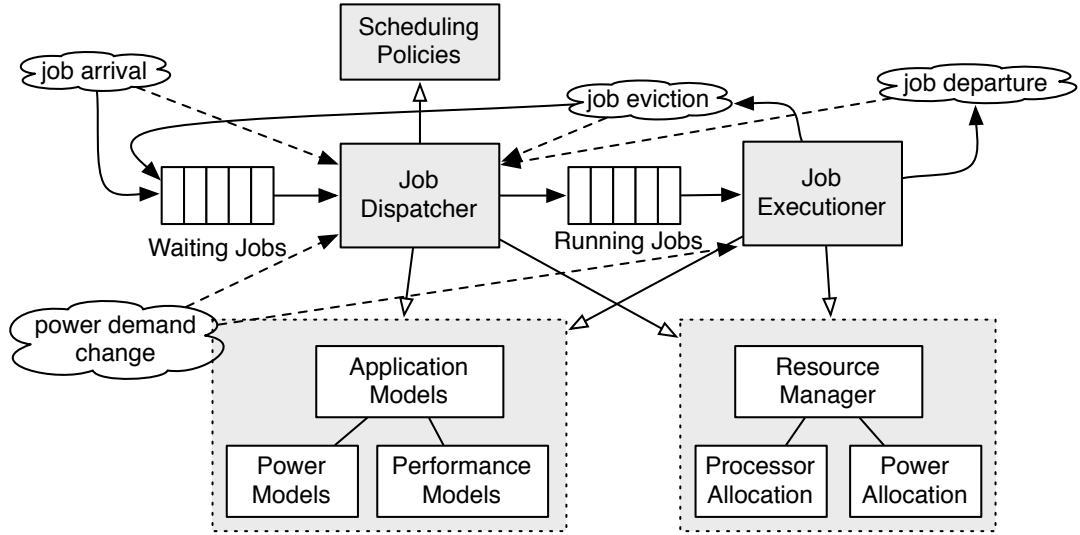 Scheduling
Policies
job arrival
job eviction
job departure
Job
Dispatcher
Job
Executioner
Waiting Jobs
Running Jobs
power demand
change
Application
Models
Resource
Manager
Power
Models
Performance
Models
Processor
Allocation
Power
Allocation